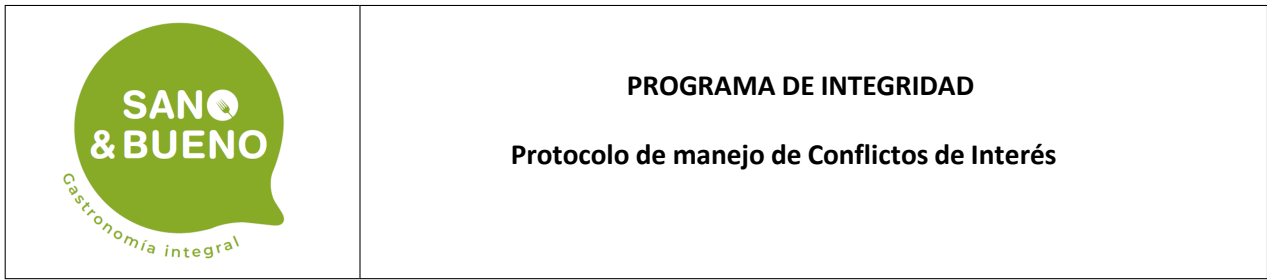 SANO
& BUENO
Gastronomía integral
PROGRAMA DE INTEGRIDAD
Protocolo de manejo de Conflictos de Interés